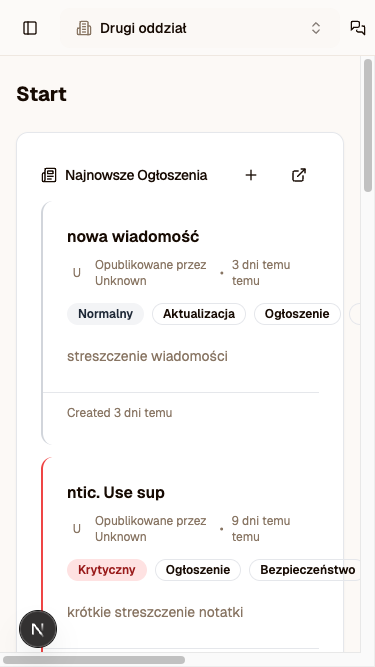 Drugi oddział
Start
Najnowsze Ogłoszenia
nowa wiadomość
U
Opublikowane przez
Unknown
•
3 dni temu
temu
Normalny
Aktualizacja
Ogłoszenie
streszczenie wiadomości
Created 3 dni temu
ntic. Use sup
U
Opublikowane przez
Unknown
•
9 dni temu
temu
Krytyczny
Ogłoszenie
Bezpieczeństwo
krótkie streszczenie notatki
N